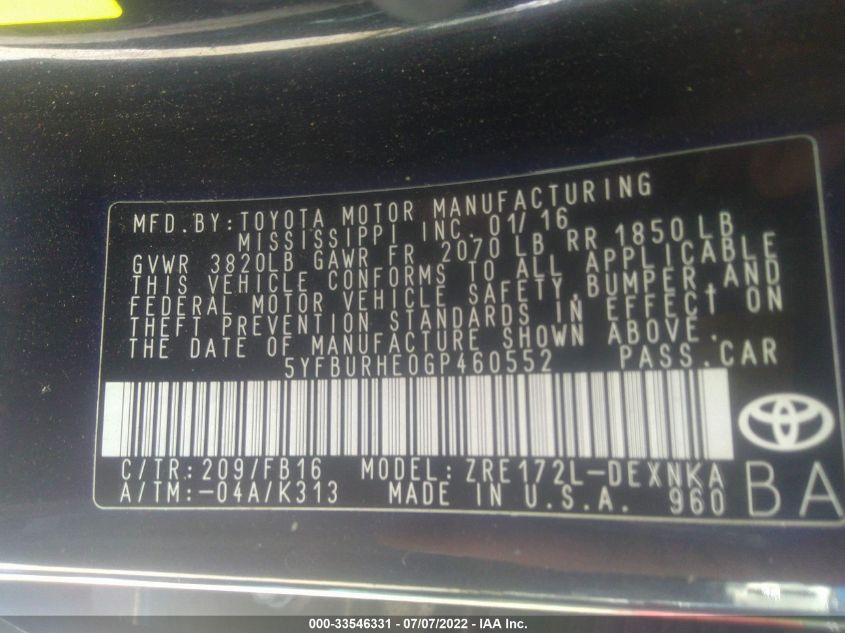 MFD.BY:TOYOTA MOTOR MANUFACTURING
MISSISSIPPI INC. 01/16
GVWR 3820LB GAWR FR 2070 LB RR 1850 LB
THIS VEHICLE CONFORMS TO ALL APPLICABLE
FEDERAL MOTOR VEHICLE SAFETY,BUMPER,AND
THEFT PREVENTION STANDARDS IN EFFECT ON
THE DATE OF MANUFACTURE SHOWN ABOVE.
5YFBURHE0GP460552 PASS.CAR
C/TR:209/FB16 MODEL:ZRE172L-DEXNKA
A/TM:-04A/K313 MADE IN U.S.A. 960
BA
000-33546331 - 07/07/2022 - IAA Inc.